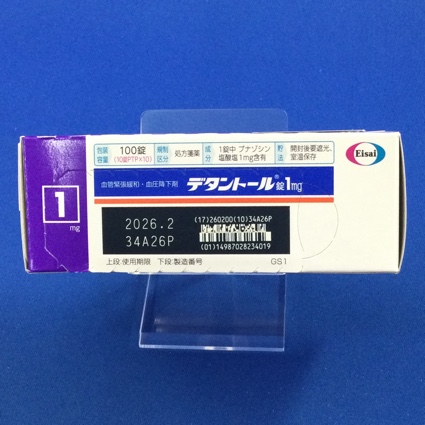 包装容量 100錠 (10錠PTP×10) 規制区分 処方箋薬 成分 1錠中 ブナゾシン塩酸塩1mg含有 貯法 開封後要遮光、室温保存
Eisai
血管緊張緩和・血圧降下剤 デタントール®錠1mg
1
mg
2026.2
34A26P
(17)260200(10)34A26P
(01)14987028234019
上段:使用期限 下段:製造番号 GS1